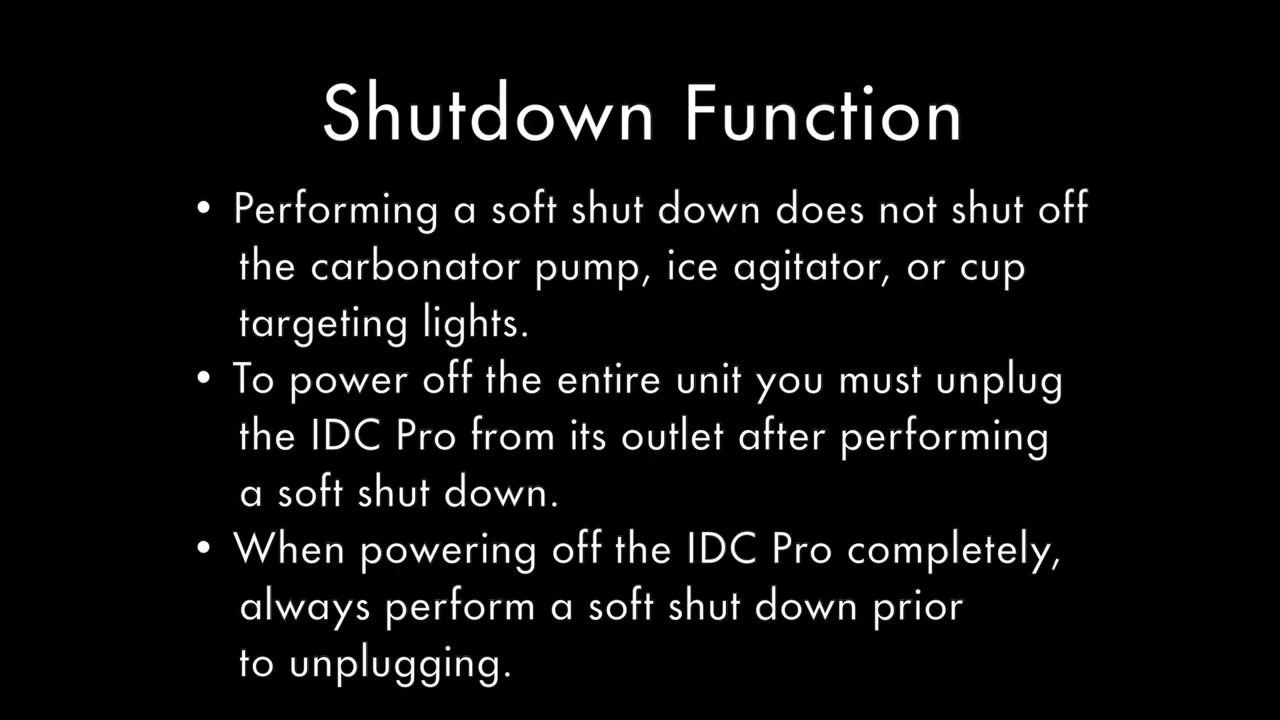 Shutdown Function
• Performing a soft shut down does not shut off
the carbonator pump, ice agitator, or cup
targeting lights.
• To power off the entire unit you must unplug
the IDC Pro from its outlet after performing
a soft shut down.
• When powering off the IDC Pro completely,
always perform a soft shut down prior
to unplugging.